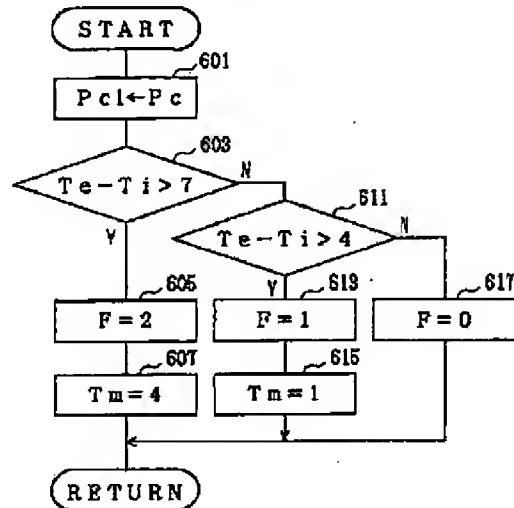 START
601
Pcl←Pc
603
Te-Ti>7
N
Y
611
Te-Ti>4
N
Y
605
F=2
613
F=1
617
F=0
607
Tm=4
615
Tm=1
RETURN